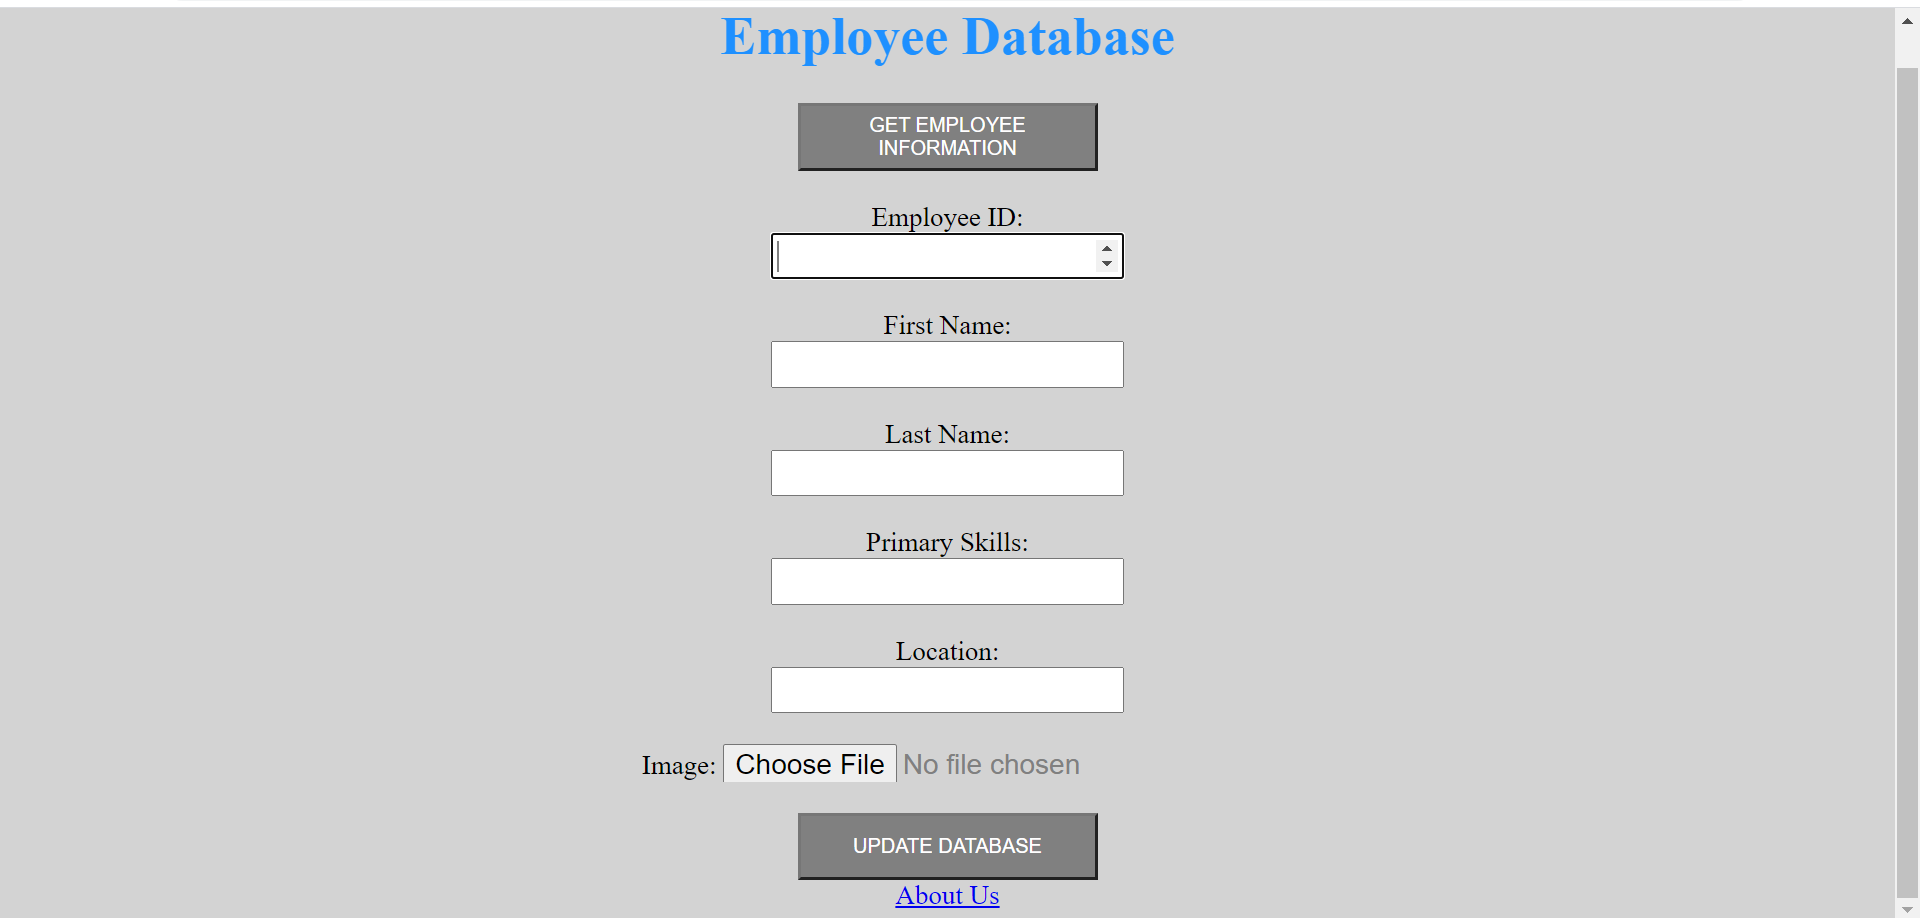 Employee Database
GET EMPLOYEE
INFORMATION
Employee ID:
First Name:
Last Name:
Primary Skills:
Location:
Image: Choose File No file chosen
UPDATE DATABASE
About Us